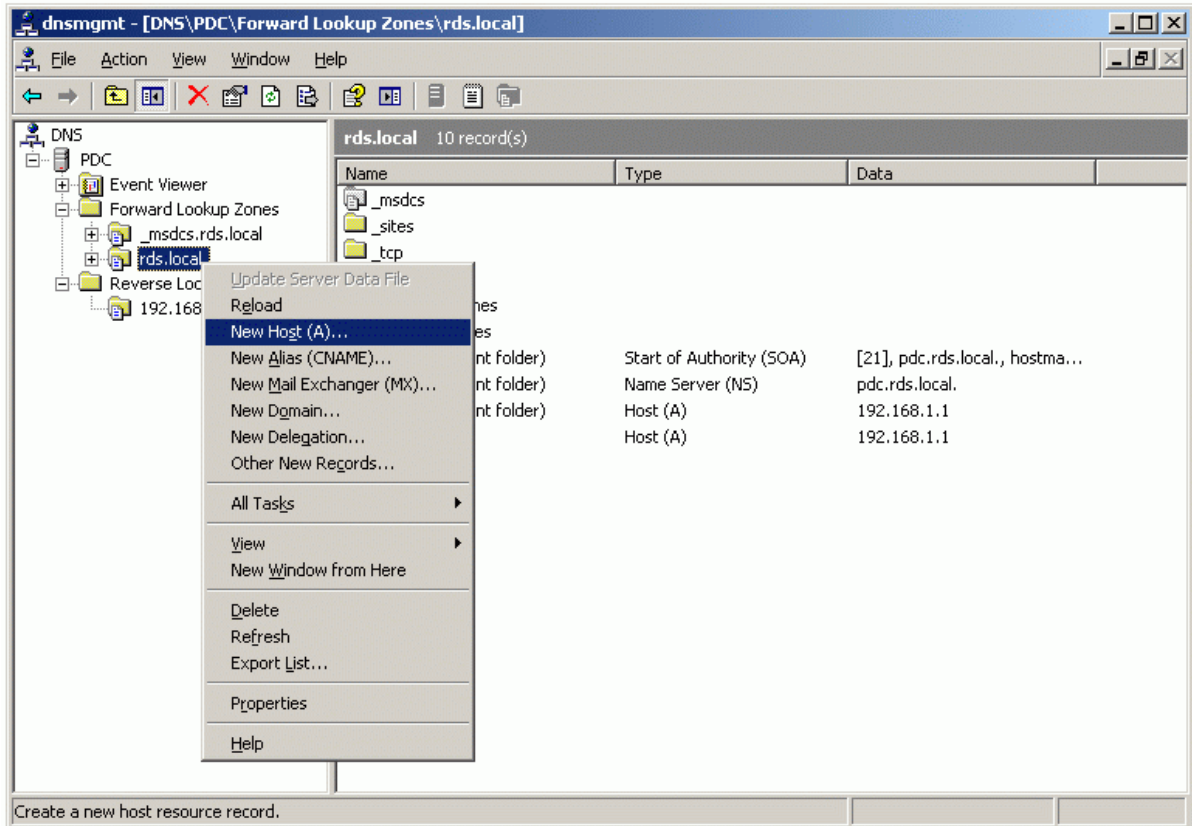 dnsmgmt - [DNS\PDC\Forward Lookup Zones\rds.local]
File Action View Window Help
DNS
PDC
Event Viewer
Forward Lookup Zones
_msdcs.rds.local
rds.local
Reverse Loc
192.168
rds.local 10 record(s)
Name Type Data
_msdcs
_sites
_tcp
nes
es
nt folder) Start of Authority (SOA) [21], pdc.rds.local., hostma...
nt folder) Name Server (NS) pdc.rds.local.
nt folder) Host (A) 192.168.1.1
Host (A) 192.168.1.1
Update Server Data File
Reload
New Host (A)...
New Alias (CNAME)...
New Mail Exchanger (MX)...
New Domain...
New Delegation...
Other New Records...
All Tasks
View
New Window from Here
Delete
Refresh
Export List...
Properties
Help
Create a new host resource record.